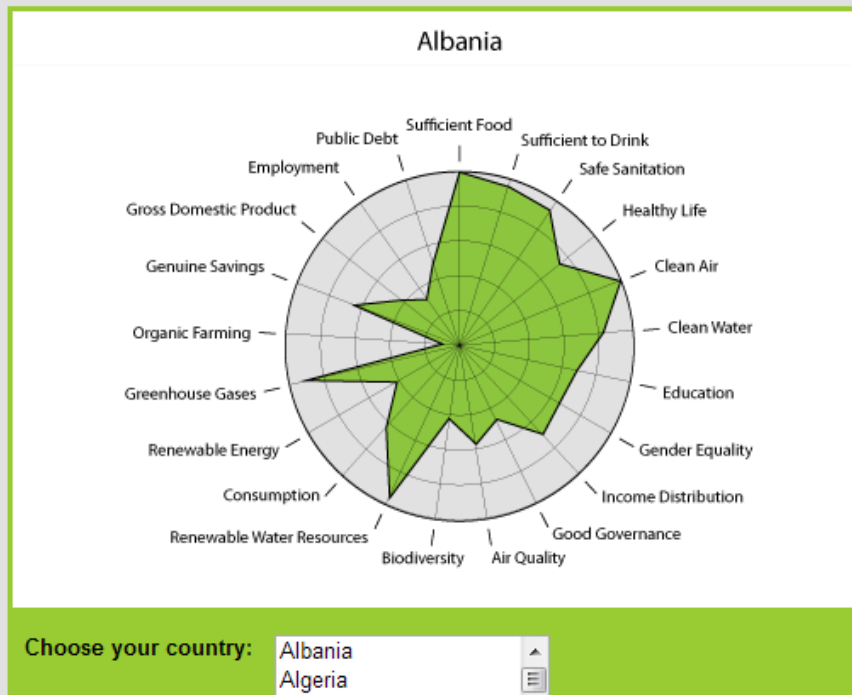 Albania
Sufficient Food
Public Debt
Sufficient to Drink
Employment
Safe Sanitation
Gross Domestic Product
Healthy Life
Genuine Savings
Clean Air
Organic Farming
Clean Water
Greenhouse Gases
Education
Renewable Energy
Gender Equality
Consumption
Income Distribution
Renewable Water Resources
Good Governance
Biodiversity
Air Quality
Choose your country:
Albania
Algeria